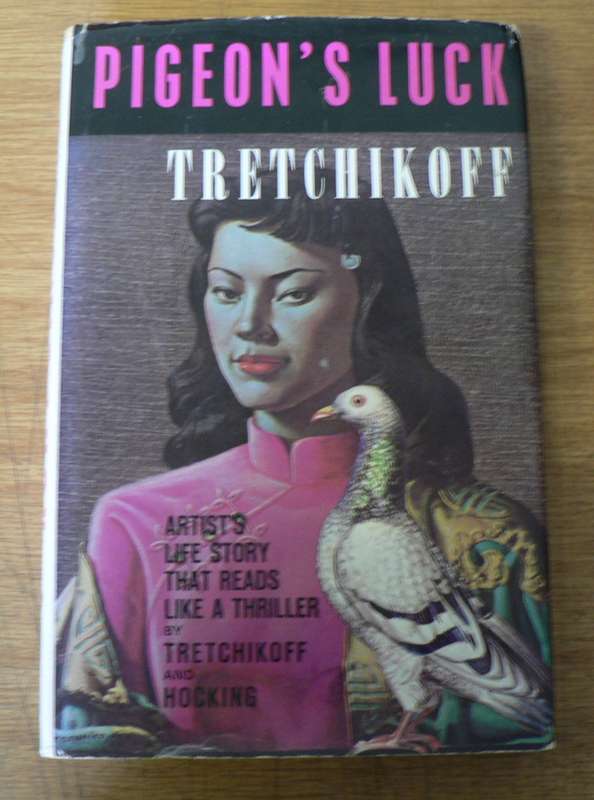 PIGEON'S LUCK
TRETCHIKOFF
ARTIST'S
LIFE STORY
THAT READS
LIKE A THRILLER
BY
TRETCHIKOFF
AND
HOCKING